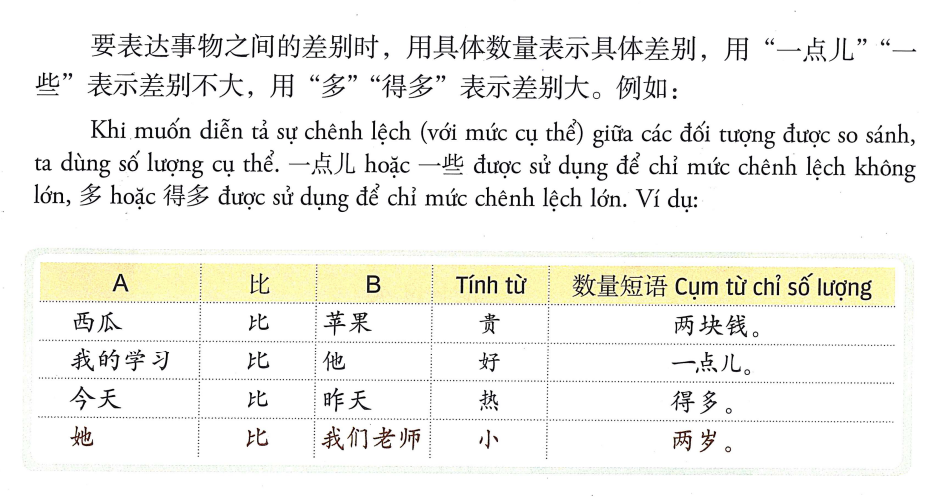 要表达事物之间的差别时，用具体数量表示具体差别，用“一点儿”“一
些”表示差别不大，用“多”“得多”表示差别大。例如：
Khi muốn diễn tả sự chênh lệch (với mức cụ thể) giữa các đối tượng được so sánh,
ta dùng số lượng cụ thể. 一点儿 hoặc 一些 được sử dụng để chỉ mức chênh lệch không
lớn, 多 hoặc 得多 được sử dụng để chỉ mức chênh lệch lớn. Ví dụ:
A 比 B Tính từ 数量短语 Cụm từ chỉ số lượng
西瓜 比 苹果 贵 两块钱。
我的学习 比 他 好 一点儿。
今天 比 昨天 热 得多。
她 比 我们老师 小 两岁。